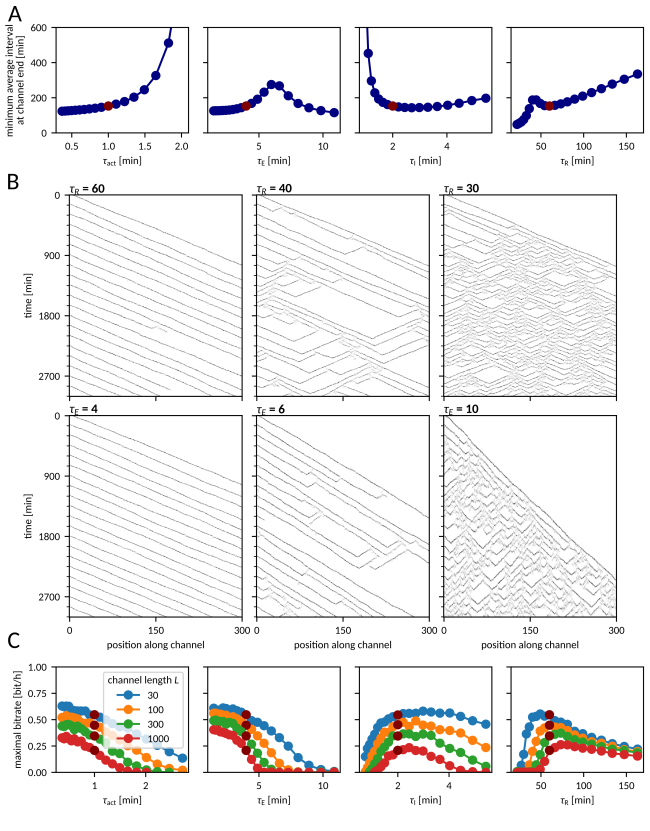 A
minimum average interval
at channel end [min]
600
400
200
0
0.5 1.0 1.5 2.0
5 10
2 4
50 100 150
τact [min]
τE [min]
τI [min]
τR [min]
B
τR = 60
τR = 40
τR = 30
time [min]
0
900
1800
2700
τE = 4
τE = 6
τE = 10
time [min]
0
900
1800
2700
0 150 300
0 150 300
0 150 300
position along channel
position along channel
position along channel
C
maximal bitrate [bit/h]
1.00
0.75
0.50
0.25
0.00
channel length L
30
100
300
1000
1 2
5 10
2 4
50 100 150
τact [min]
τE [min]
τI [min]
τR [min]